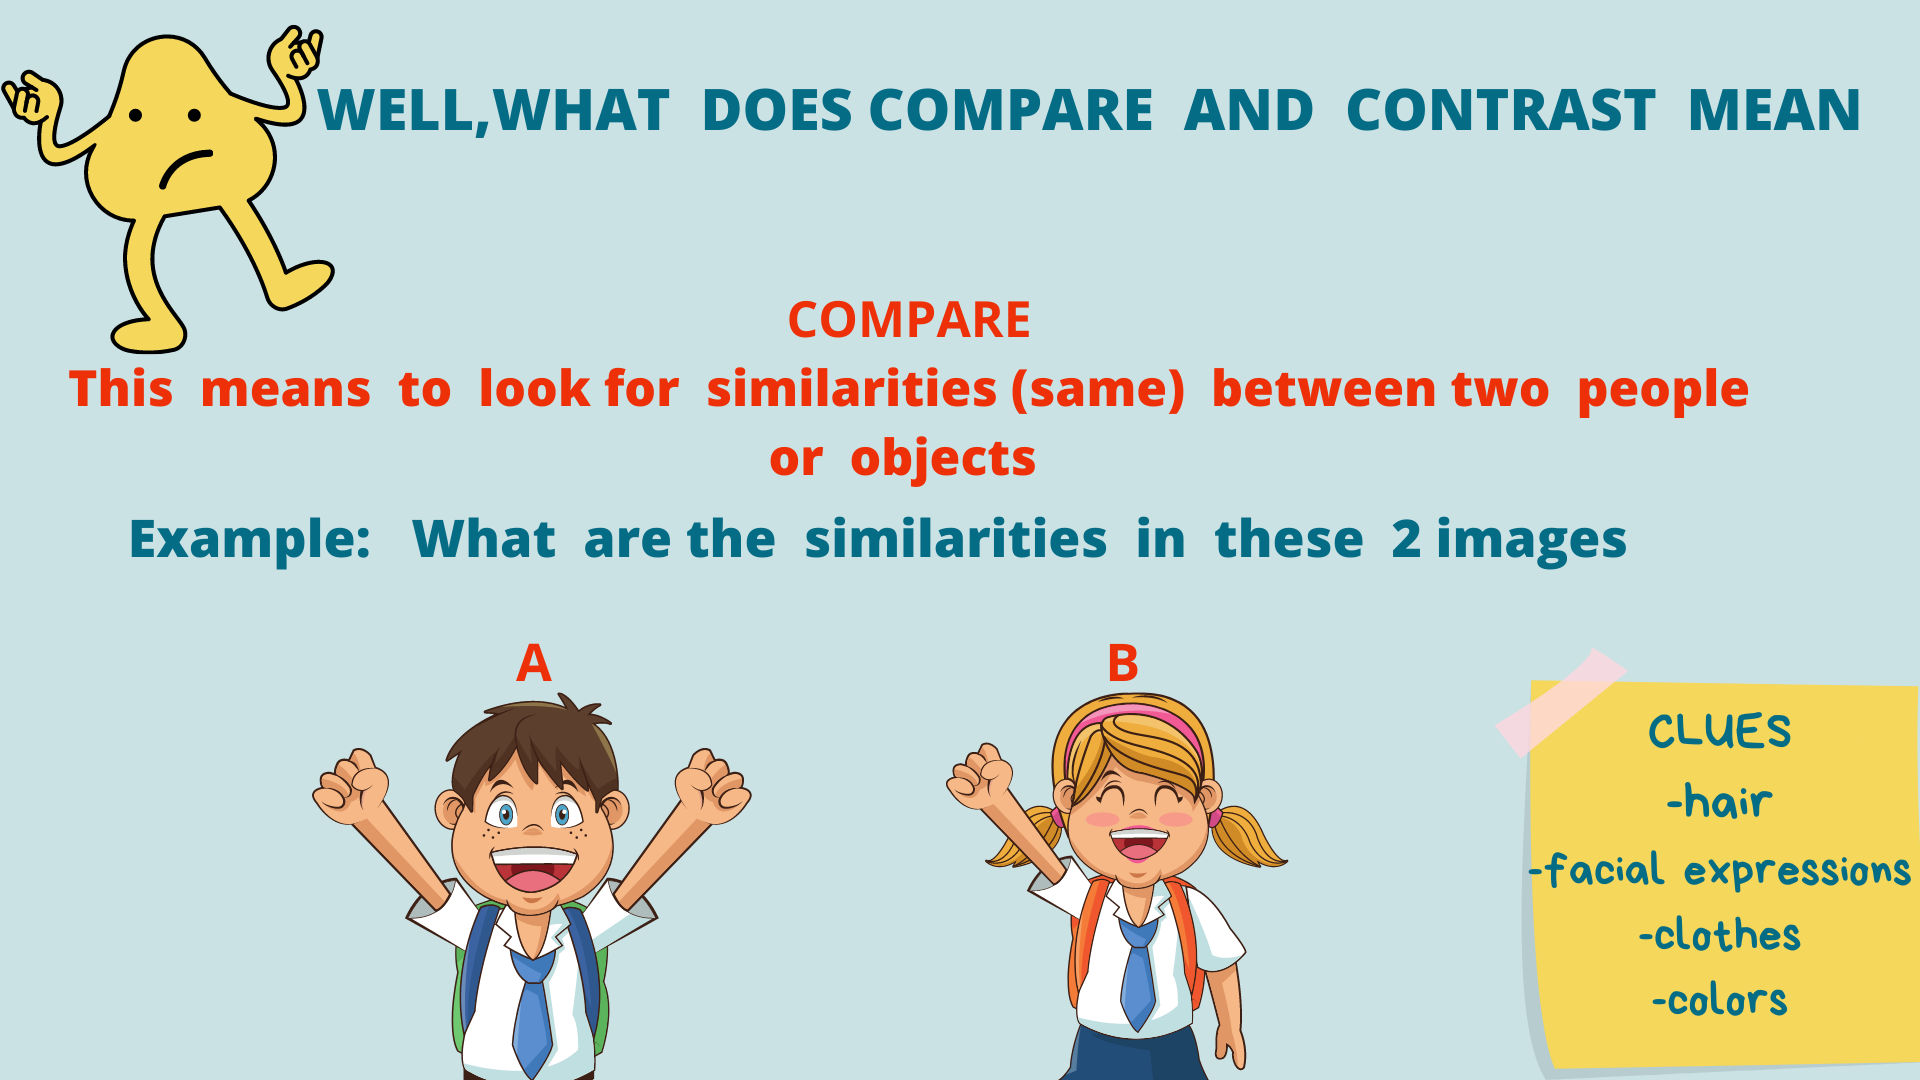 WELL,WHAT DOES COMPARE AND CONTRAST MEAN
COMPARE
This means to look for similarities (same) between two people
or objects
Example: What are the similarities in these 2 images
A
B
CLUES
-hair
-facial expressions
-clothes
-colors